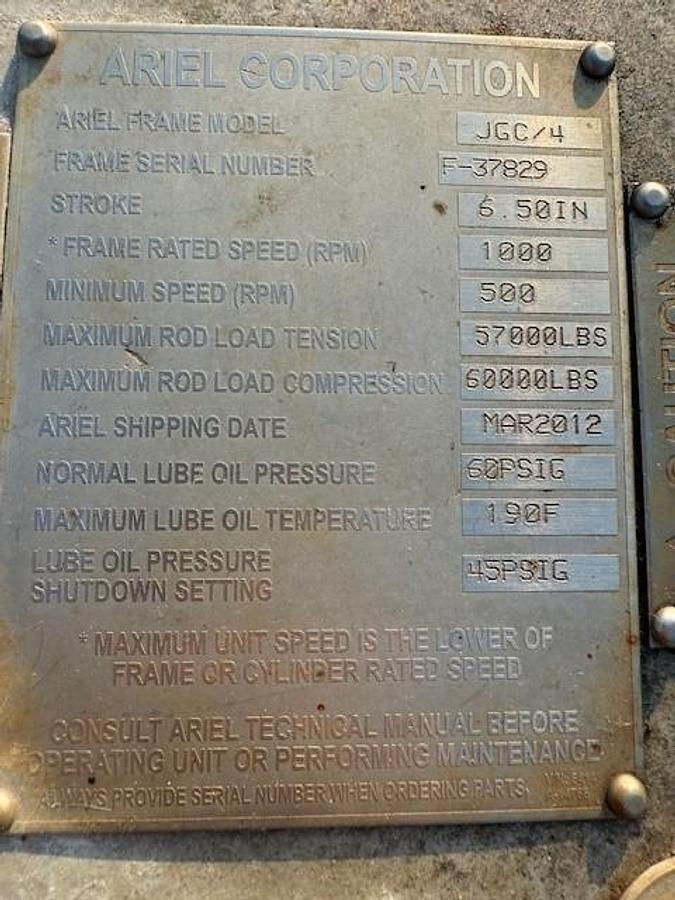 ARIEL CORPORATION
ARIEL FRAME MODEL JGC/4
FRAME SERIAL NUMBER F-37829
STROKE 6.50IN
* FRAME RATED SPEED (RPM) 1000
MINIMUM SPEED (RPM) 500
MAXIMUM ROD LOAD TENSION 57000LBS
MAXIMUM ROD LOAD COMPRESSION 60000LBS
ARIEL SHIPPING DATE MAR2012
NORMAL LUBE OIL PRESSURE 60PSIG
MAXIMUM LUBE OIL TEMPERATURE 190F
LUBE OIL PRESSURE
SHUTDOWN SETTING 45PSIG
* MAXIMUM UNIT SPEED IS THE LOWER OF
FRAME OR CYLINDER RATED SPEED
CONSULT ARIEL TECHNICAL MANUAL BEFORE
OPERATING UNIT OR PERFORMING MAINTENANCE
ALWAYS PROVIDE SERIAL NUMBER WHEN ORDERING PARTS
CAUTION